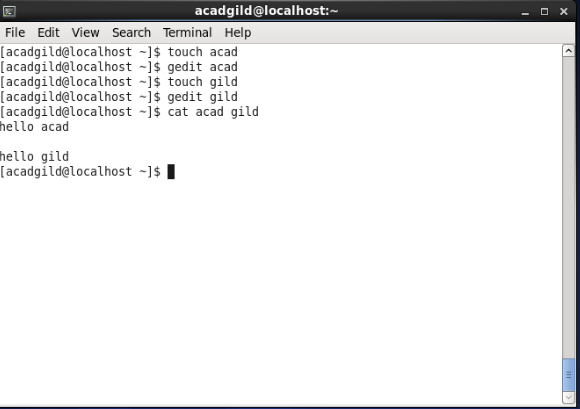 acadgild@localhost:~
File Edit View Search Terminal Help
[acadgild@localhost ~]$ touch acad
[acadgild@localhost ~]$ gedit acad
[acadgild@localhost ~]$ touch gild
[acadgild@localhost ~]$ gedit gild
[acadgild@localhost ~]$ cat acad gild
hello acad
hello gild
[acadgild@localhost ~]$